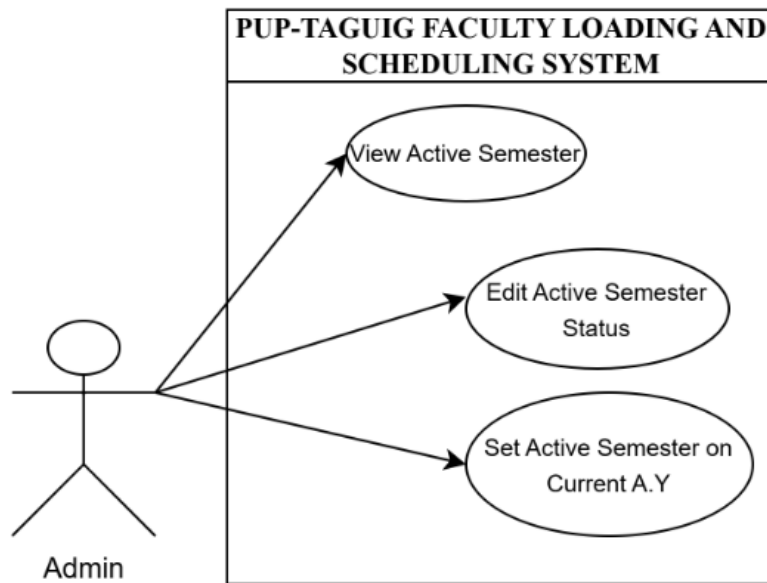 PUP-TAGUIG FACULTY LOADING AND
SCHEDULING SYSTEM
View Active Semester
Edit Active Semester
Status
Set Active Semester on
Current A.Y
Admin